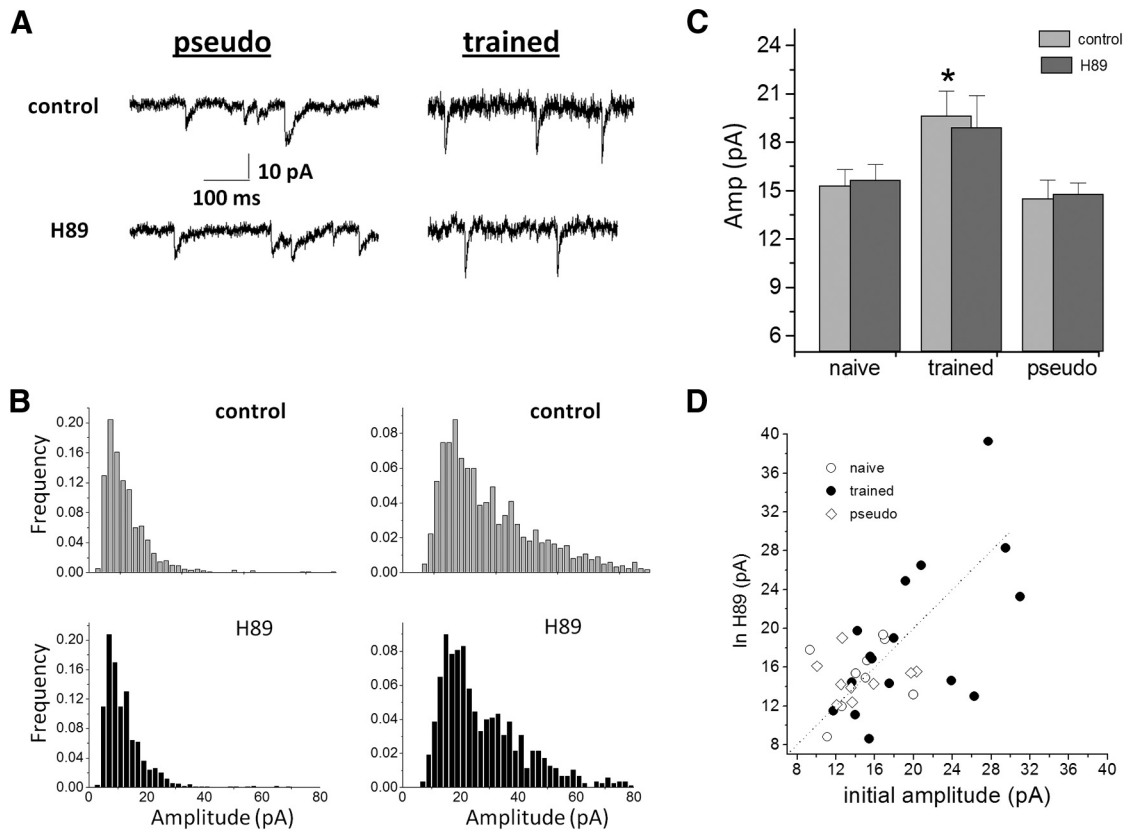 A
pseudo
trained
control
10 pA
100 ms
H89
C
Amp (pA)
24
21
18
15
12
9
6
*
control
H89
naive
trained
pseudo
B
control
control
Frequency
0.20
0.16
0.12
0.08
0.04
0.00
0.08
0.06
0.04
0.02
0.00
H89
H89
Frequency
0.20
0.16
0.12
0.08
0.04
0.00
0.08
0.06
0.04
0.02
0.00
0
20
40
60
80
0
20
40
60
80
Amplitude (pA)
Amplitude (pA)
D
In H89 (pA)
40
36
32
28
24
20
16
12
8
naive
trained
pseudo
8
12
16
20
24
28
32
36
40
initial amplitude (pA)